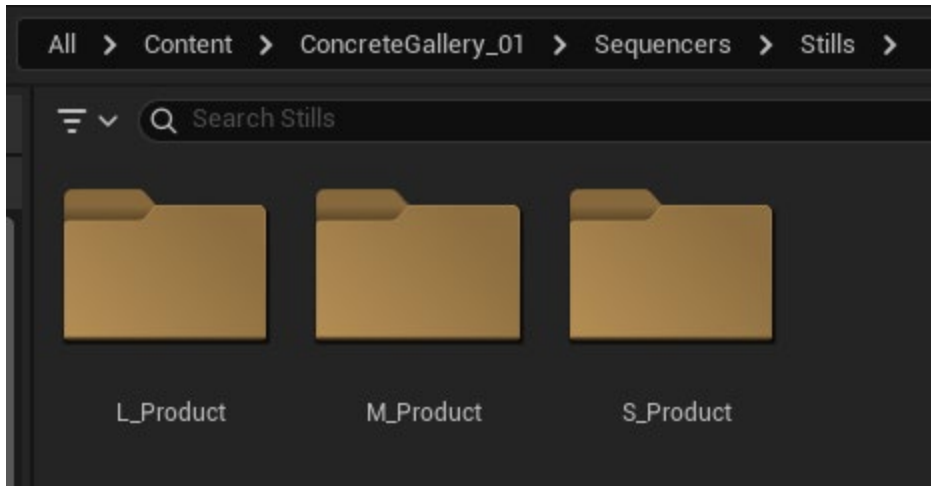 All > Content > ConcreteGallery_01 > Sequencers > Stills >
Search Stills
L_Product M_Product S_Product